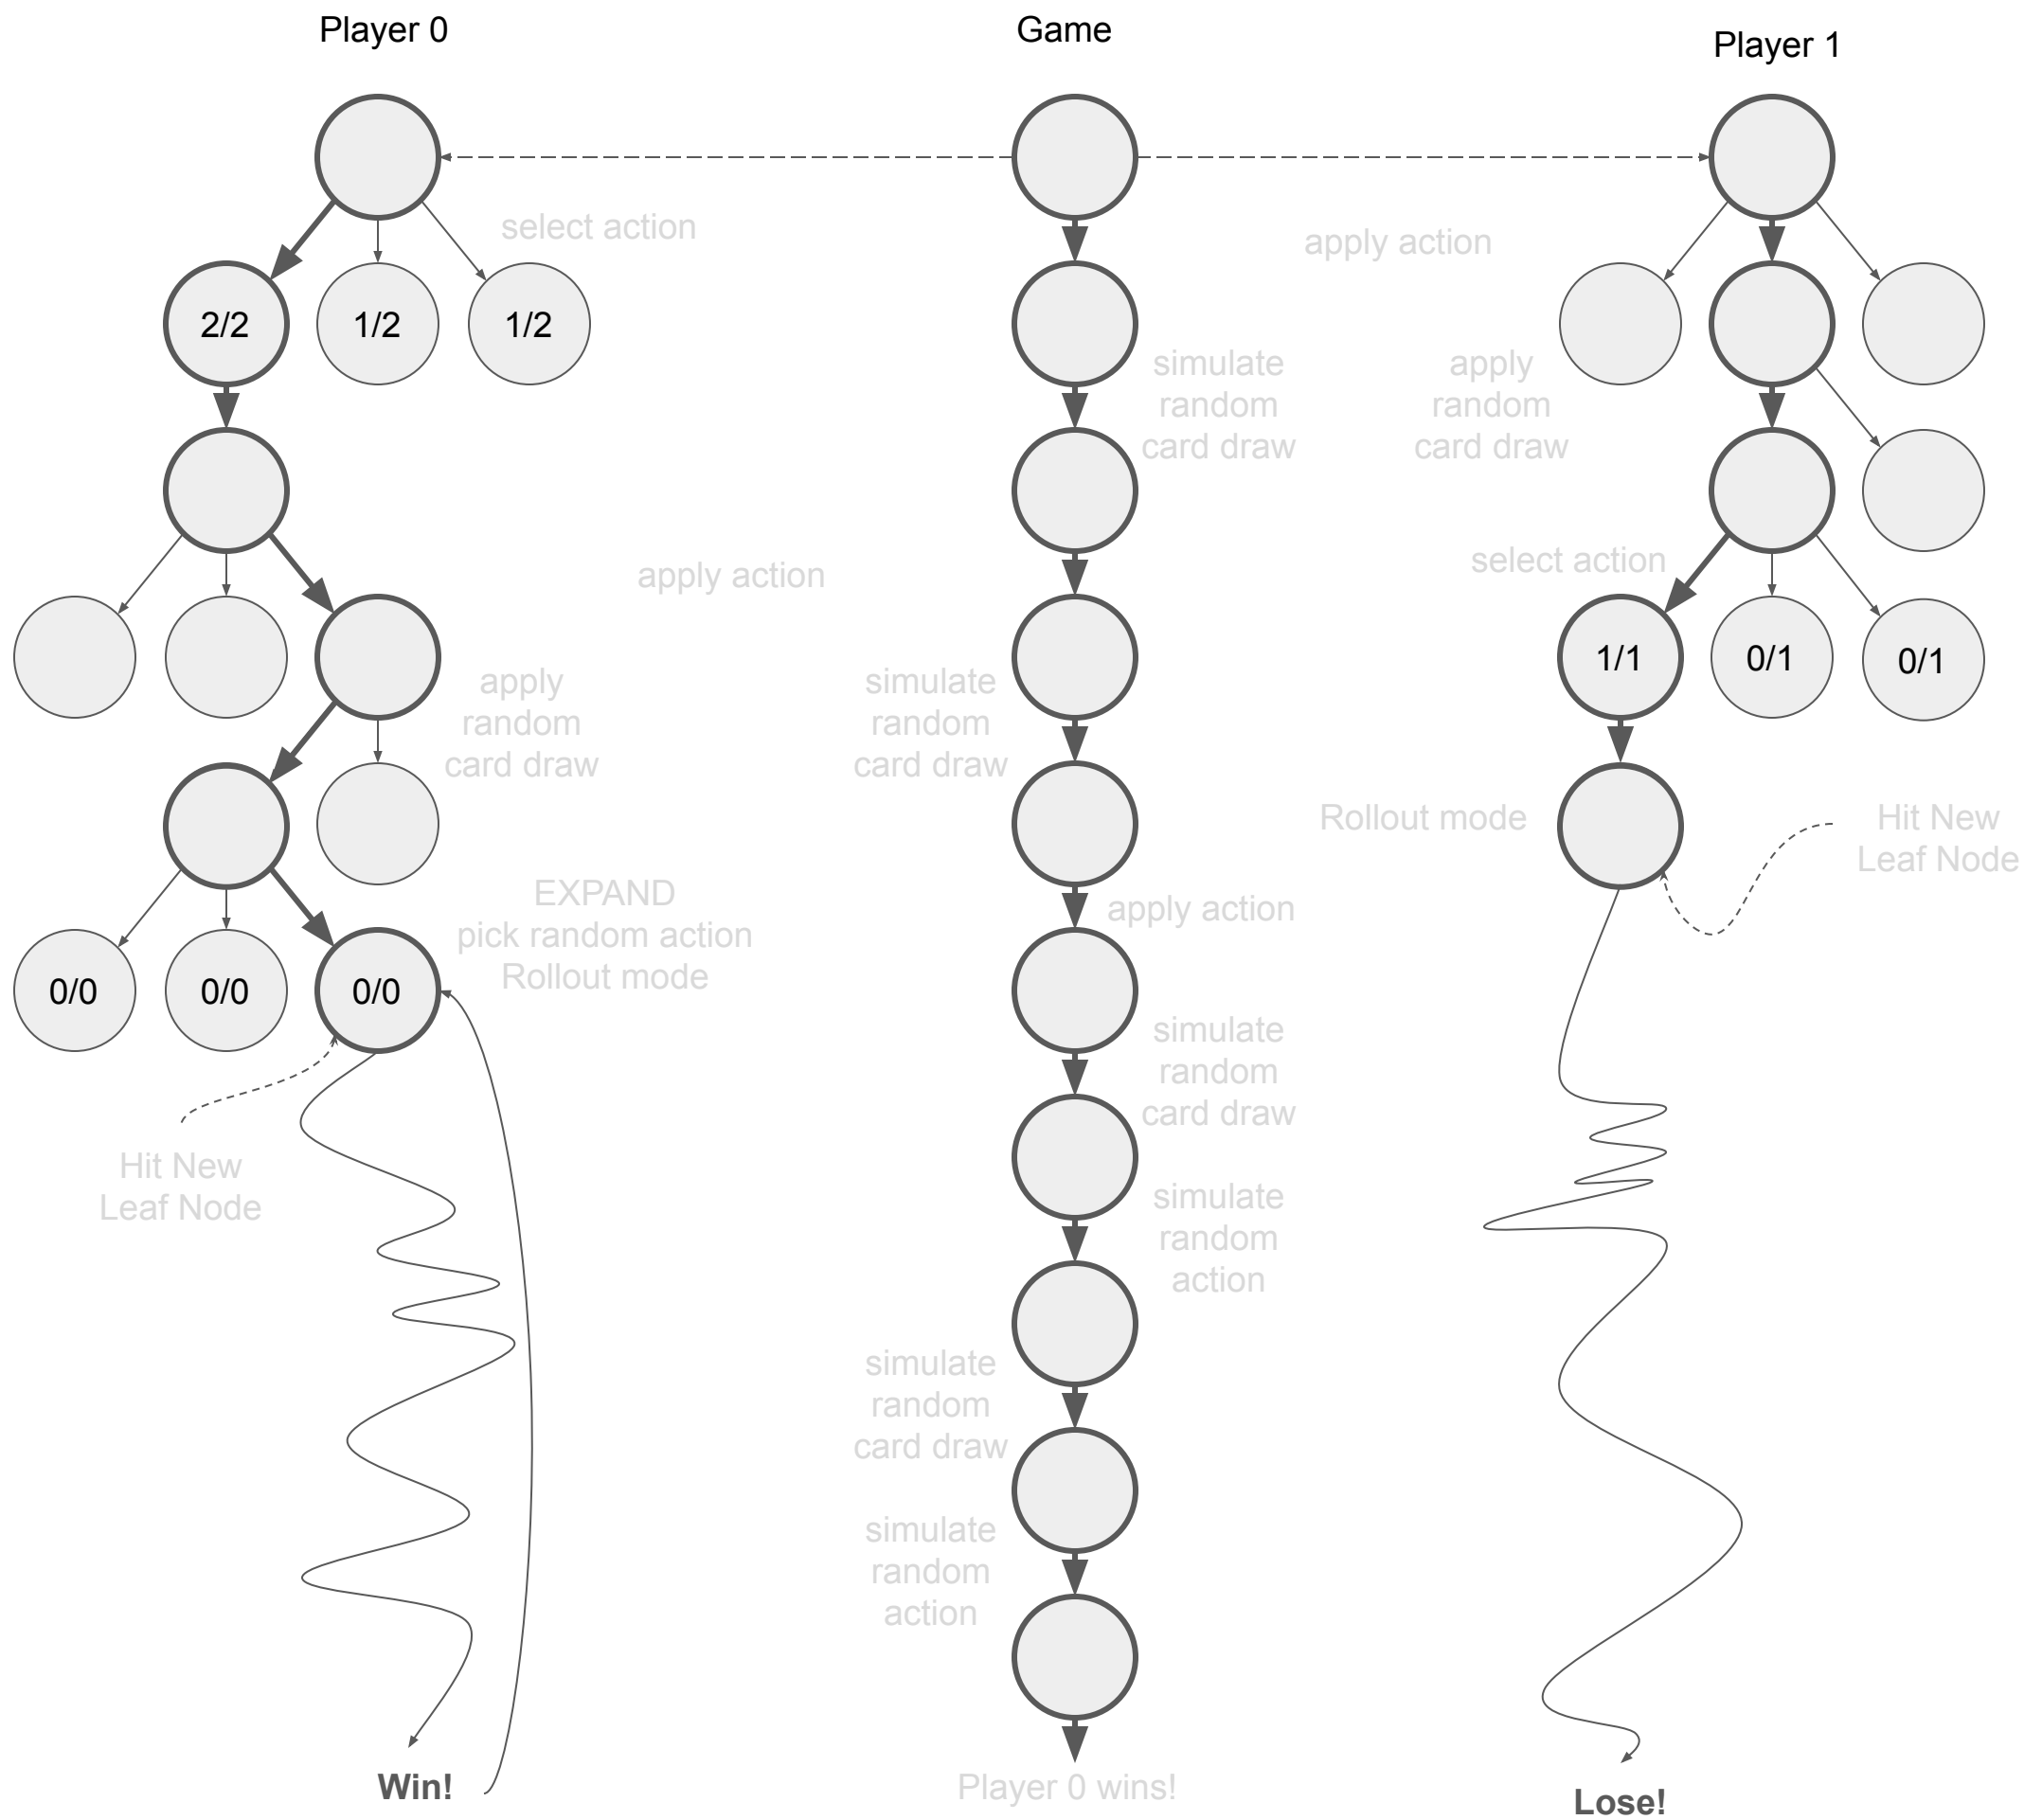 Player 0
Game
Player 1
select action
apply action
2/2
1/2
1/2
simulate
random
card draw
apply
random
card draw
apply action
select action
1/1
0/1
0/1
apply
random
card draw
simulate
random
card draw
Rollout mode
Hit New
Leaf Node
EXPAND
pick random action
Rollout mode
apply action
0/0
0/0
0/0
simulate
random
card draw
Hit New
Leaf Node
simulate
random
action
simulate
random
card draw
simulate
random
action
Win!
Player 0 wins!
Lose!